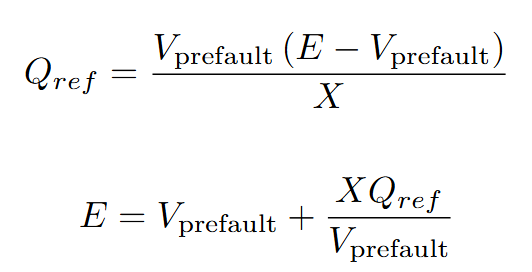 Q_{ref} = \frac{V_{\text{prefault}} (E - V_{\text{prefault}})}{X}
E = V_{\text{prefault}} + \frac{X Q_{ref}}{V_{\text{prefault}}}